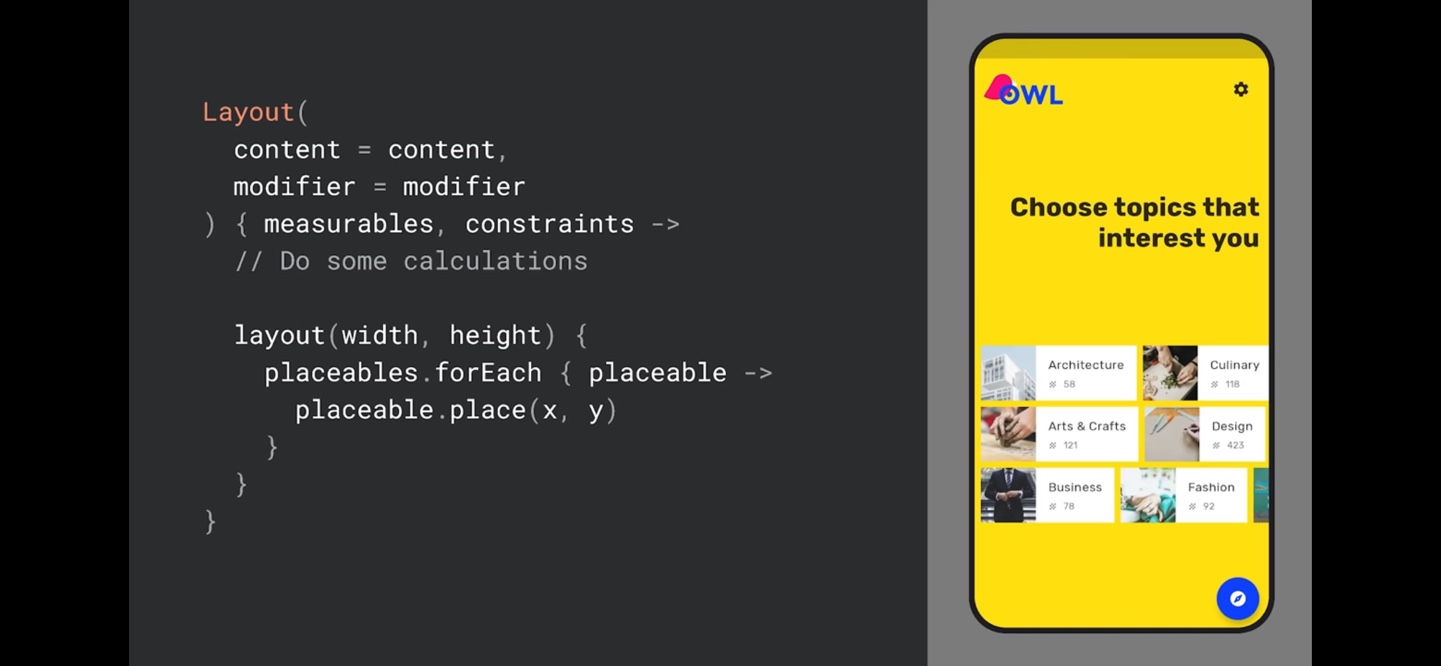 Layout(
content = content,
modifier = modifier
) { measurables, constraints ->
// Do some calculations
layout(width, height) {
placeables.forEach { placeable ->
placeable.place(x, y)
}
}
}
OWL
Choose topics that
interest you
Architecture
58
Culinary
118
Arts & Crafts
121
Design
423
Business
78
Fashion
92